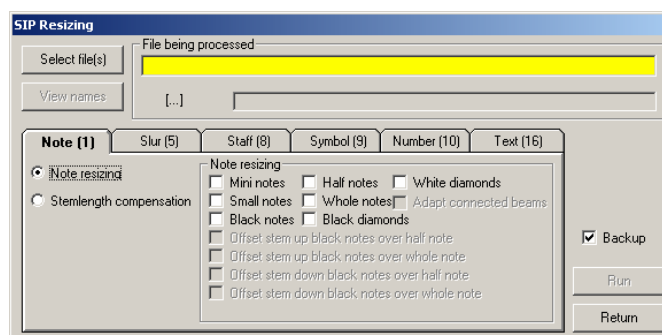 SIP Resizing
Select file(s)
File being processed
View names
[...]
Note (1) Slur (5) Staff (8) Symbol (9) Number (10) Text (16)
Note resizing
Stemlength compensation
Note resizing
Mini notes Half notes White diamonds
Small notes Whole notes Adapt connected beams
Black notes Black diamonds
Offset stem up black notes over half note
Offset stem up black notes over whole note
Offset stem down black notes over half note
Offset stem down black notes over whole note
Backup
Run
Return